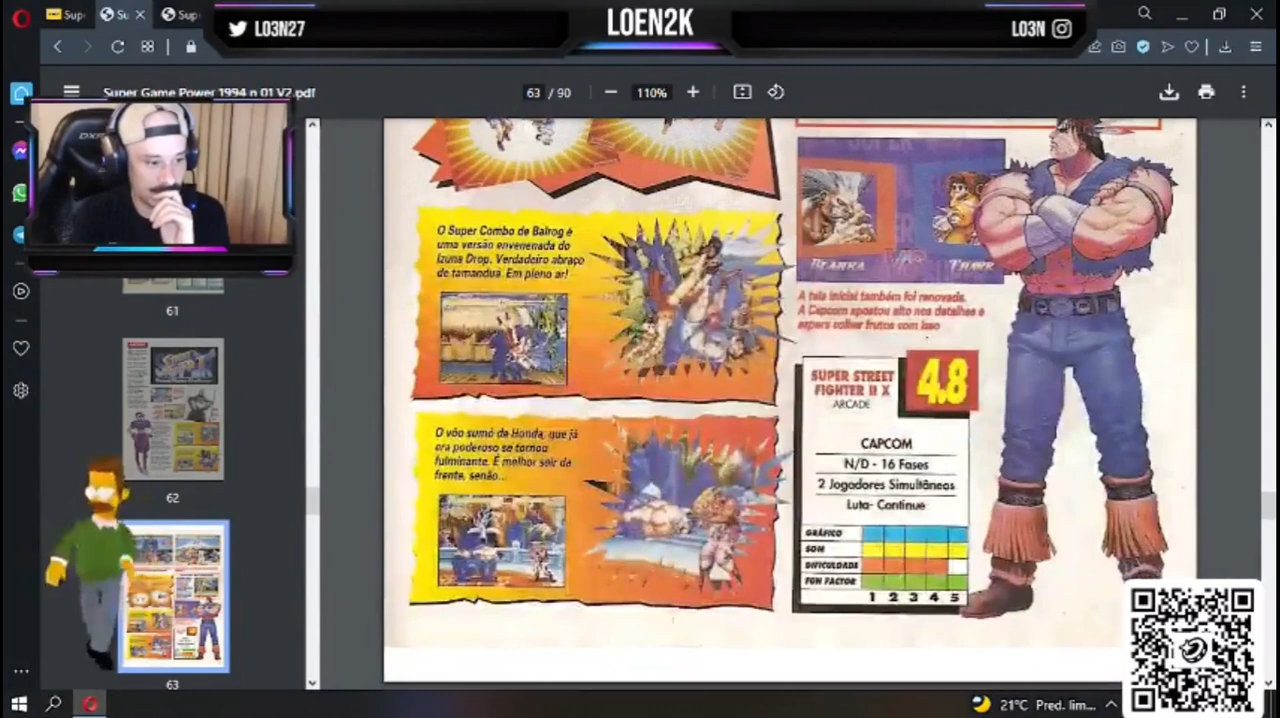 LO3N27
LOEN2K
LO3N
Super Game Power 1994 n 01 V2.pdf
63 / 90
110%
61
62
63
O Super Combo de Balrog é
uma versão envenenada do
Izuna Drop. Verdadeiro abraço
de tamanduá. Em pleno ar!
O vôo sumô de Honda, que já
era poderoso se tornou
fulminante. É melhor sair da
frente, senão...
BLANKA
T.HAWK
A tela inicial também foi renovada.
A Capcom apostou alto nos detalhes e
espera colher frutos com isso
SUPER STREET
FIGHTER II X
ARCADE
4.8
CAPCOM
N/D - 16 Fases
2 Jogadores Simultâneos
Luta- Continue
GRÁFICO
SOM
DIFICULDADE
FUN FACTOR
1 2 3 4 5
21°C Pred. lim...